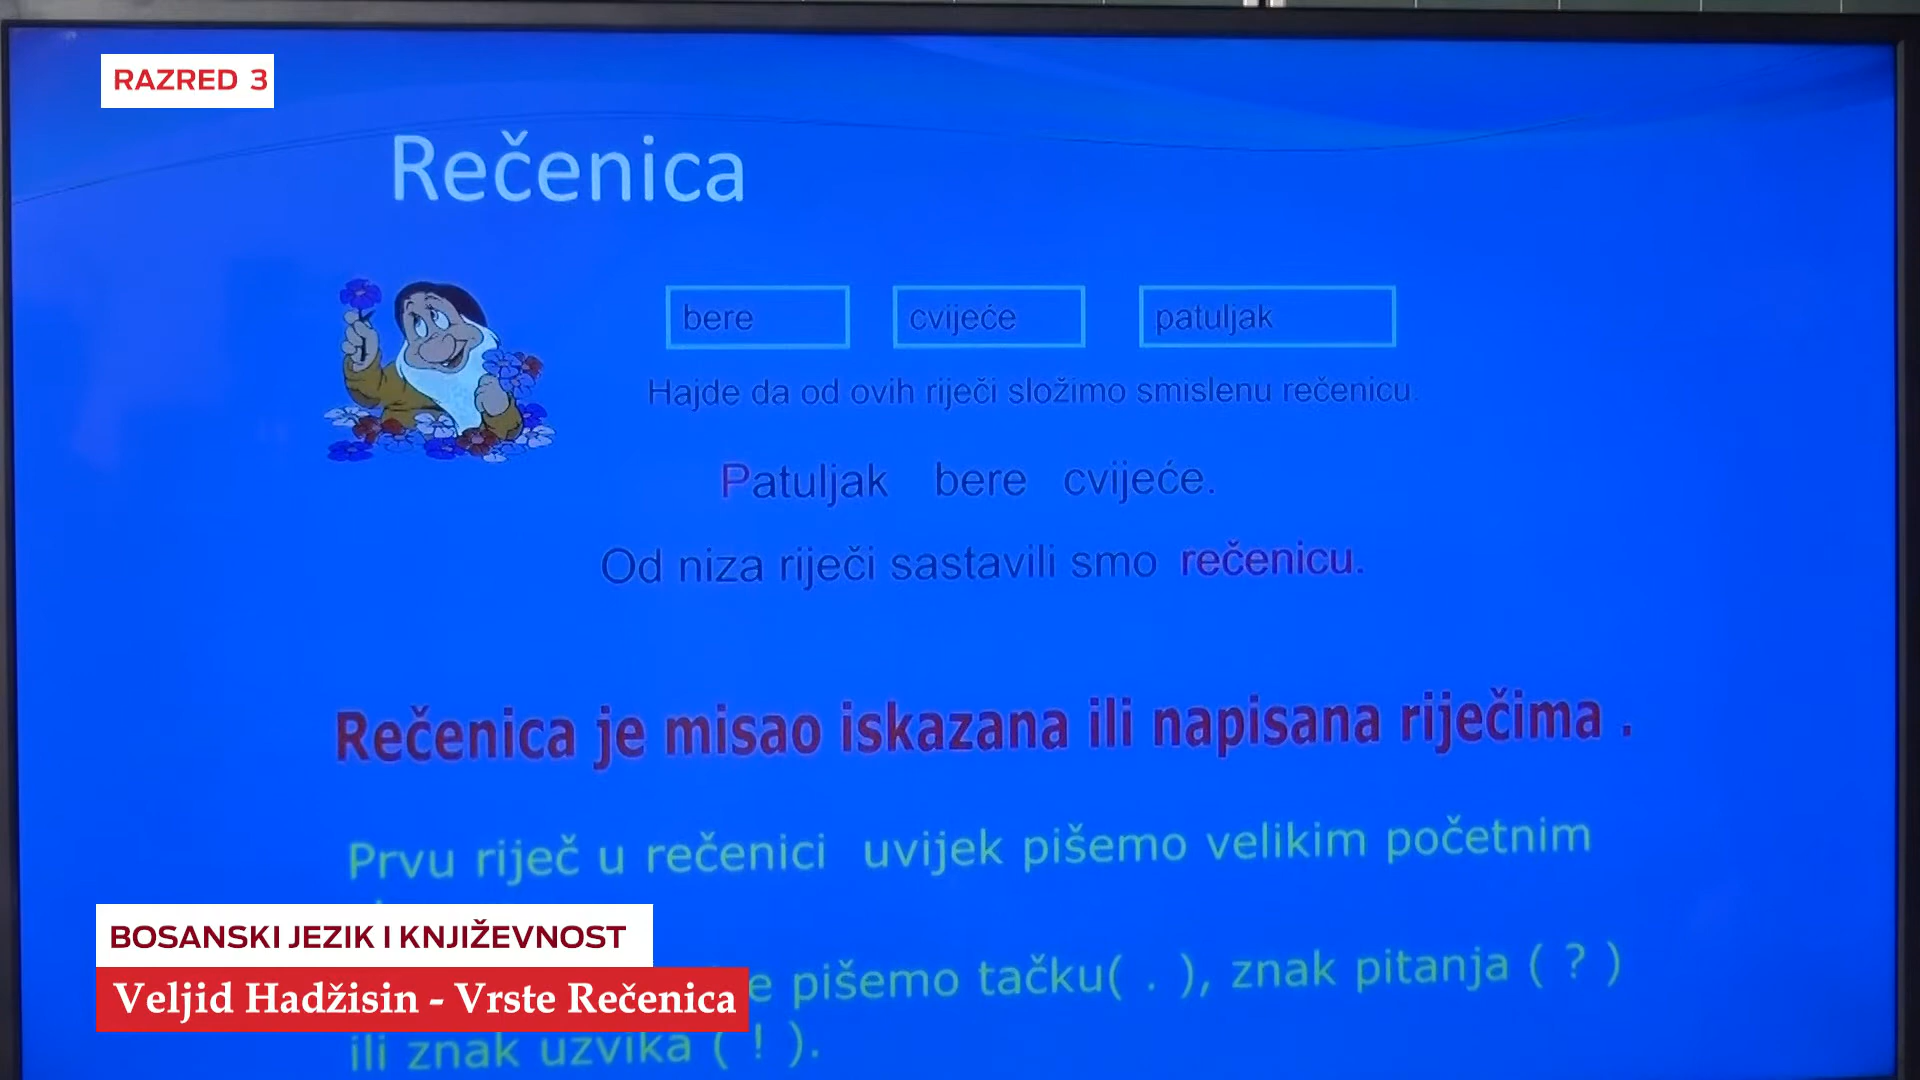 RAZRED 3
Rečenica
bere cvijeće patuljak
Hajde da od ovih riječi složimo smislenu rečenicu.
Patuljak bere cvijeće.
Od niza riječi sastavili smo rečenicu.
Rečenica je misao iskazana ili napisana riječima .
Prvu riječ u rečenici uvijek pišemo velikim početnim
BOSANSKI JEZIK I KNJIŽEVNOST
pišemo tačku( . ), znak pitanja ( ? )
Veljid Hadžisin - Vrste Rečenica
ili znak uzvika ( ! ).